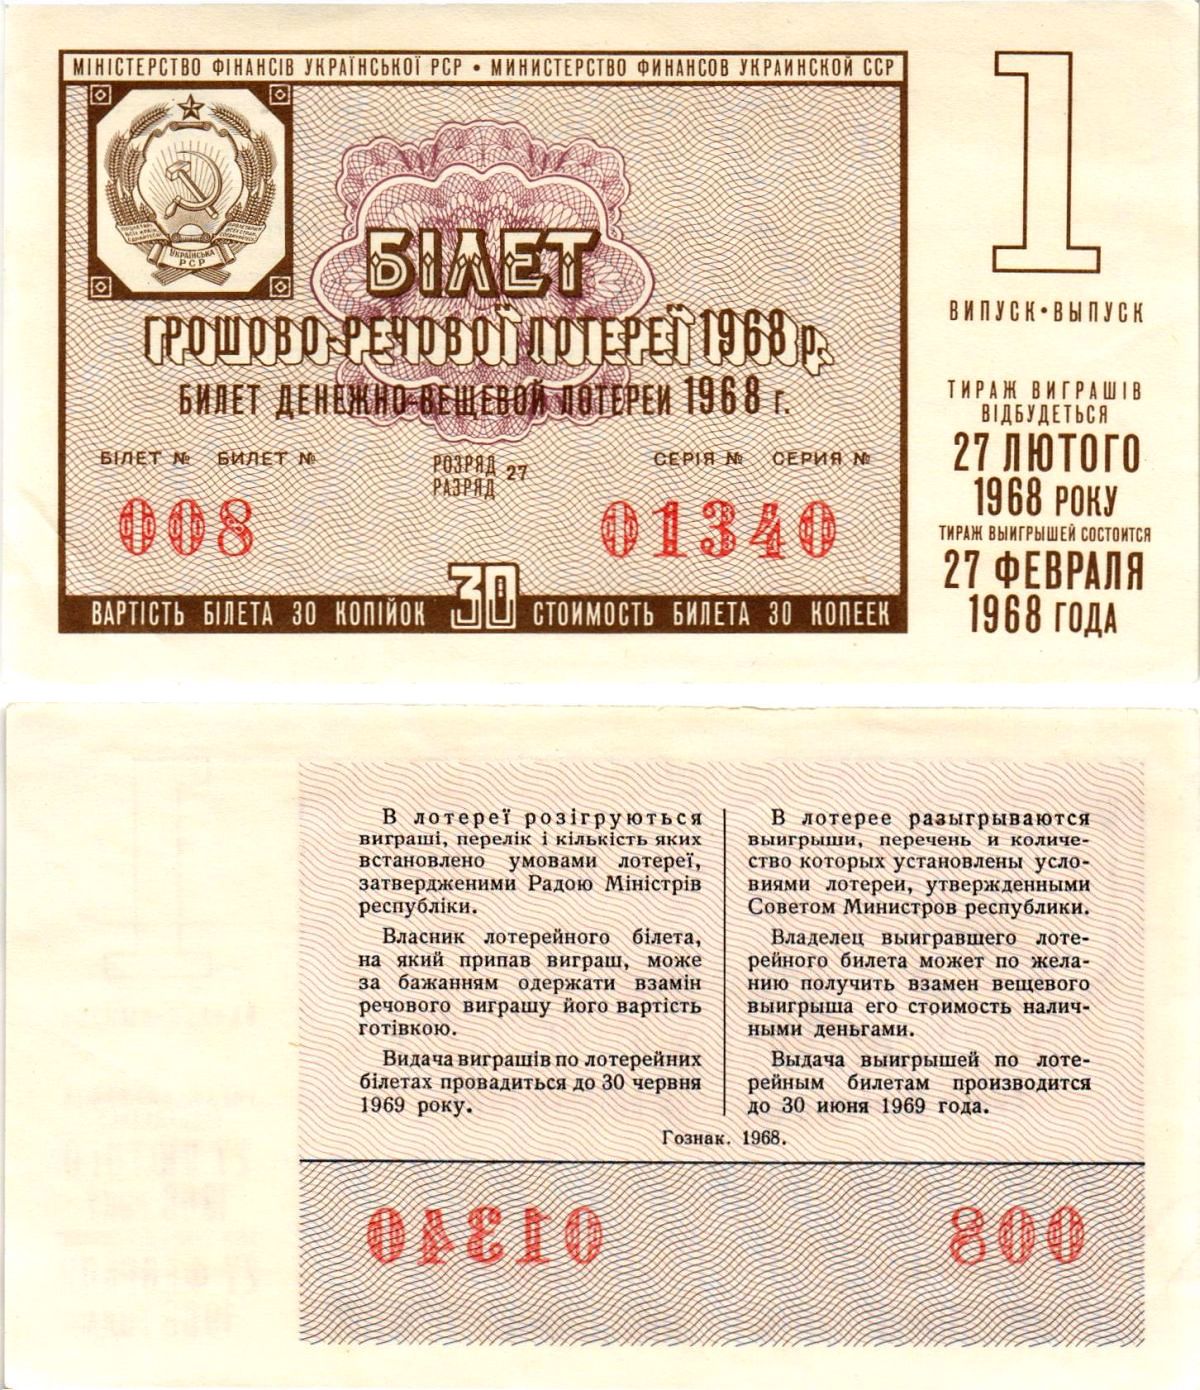 МІНІСТЕРСТВО ФІНАНСІВ УКРАЇНСЬКОЇ РСР • МИНИСТЕРСТВО ФИНАНСОВ УКРАИНСКОЙ ССР
УКРАЇНСЬКА
РСР
БІЛЕТ
ГРОШОВО-РЕЧОВОЇ ЛОТЕРЕЇ 1968 р.
БИЛЕТ ДЕНЕЖНО-ВЕЩЕВОЙ ЛОТЕРЕИ 1968 г.
БІЛЕТ № БИЛЕТ № РОЗРЯД РАЗРЯД 27 СЕРІЯ № СЕРИЯ №
008 01340
ВАРТІСТЬ БІЛЕТА 30 КОПІЙОК 30 СТОИМОСТЬ БИЛЕТА 30 КОПЕЕК
1
ВИПУСК•ВЫПУСК
ТИРАЖ ВИГРАШІВ
ВІДБУДЕТЬСЯ
27 ЛЮТОГО
1968 РОКУ
ТИРАЖ ВЫИГРЫШЕЙ СОСТОИТСЯ
27 ФЕВРАЛЯ
1968 ГОДА
В лотереї розігруються
виграші, перелік і кількість яких
встановлено умовами лотереї,
затвердженими Радою Міністрів
республіки.
Власник лотерейного білета,
на який припав виграш, може
за бажанням одержати взамін
речового виграшу його вартість
готівкою.
Видача виграшів по лотерейних
білетах провадиться до 30 червня
1969 року.
В лотерее разыгрываются
выигрыши, перечень и количе-
ство которых установлены усло-
виями лотереи, утвержденными
Советом Министров республики.
Владелец выигравшего лоте-
рейного билета может по жела-
нию получить взамен вещевого
выигрыша его стоимость налич-
ными деньгами.
Выдача выигрышей по лоте-
рейным билетам производится
до 30 июня 1969 года.
Гознак. 1968.
01340 008